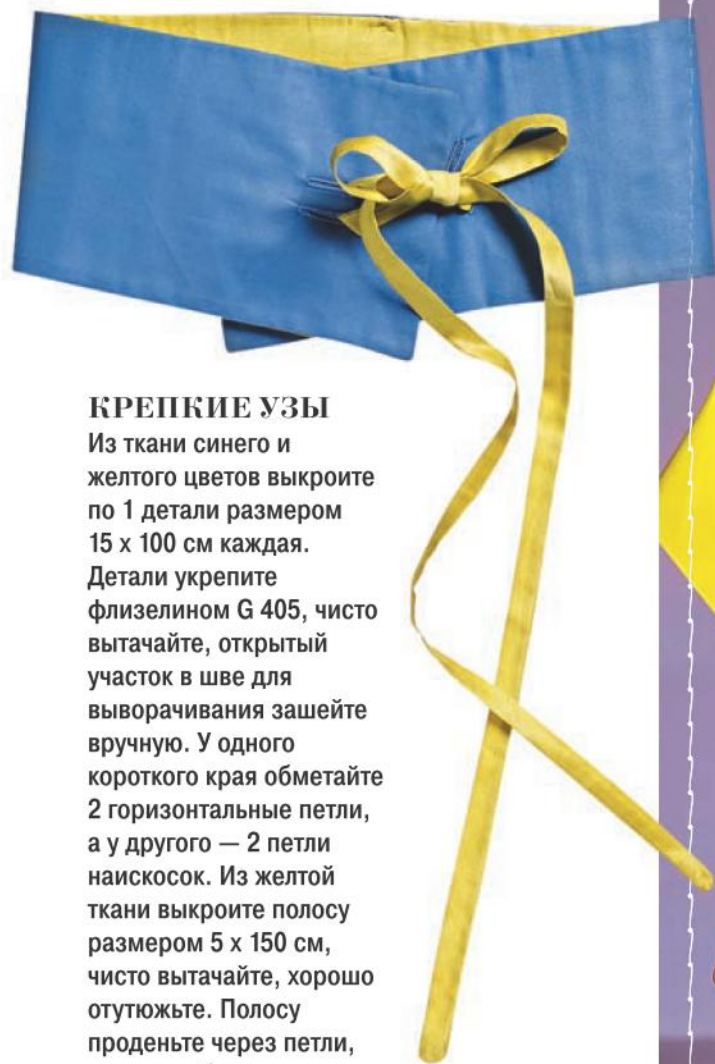 КРЕПКИЕ УЗЫ
Из ткани синего и
желтого цветов выкроите
по 1 детали размером
15 х 100 см каждая.
Детали укрепите
флизелином G 405, чисто
вытачайте, открытый
участок в шве для
выворачивания зашейте
вручную. У одного
короткого края обметайте
2 горизонтальные петли,
а у другого — 2 петли
наискосок. Из желтой
ткани выкроите полосу
размером 5 х 150 см,
чисто вытачайте, хорошо
отутюжьте. Полосу
проденьте через петли,